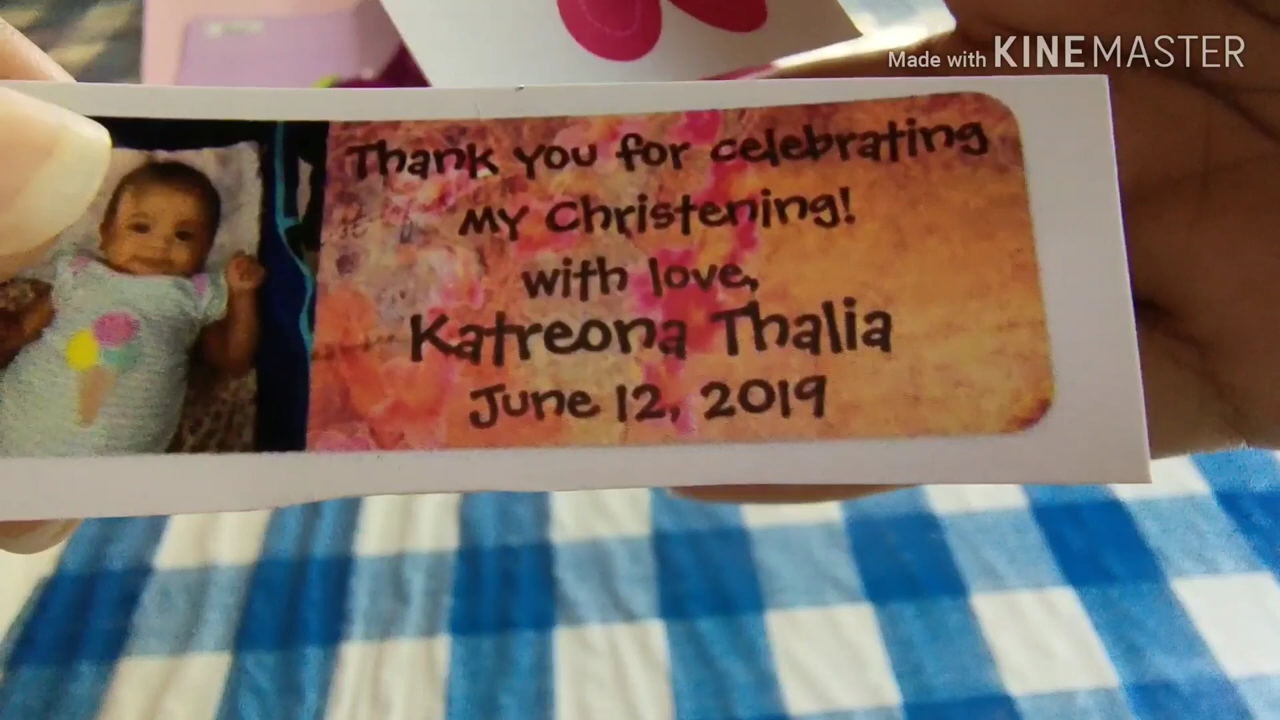 Made with KINEMASTER
Thank you for celebrating
MY Christening!
with love,
Katreona Thalia
June 12, 2019